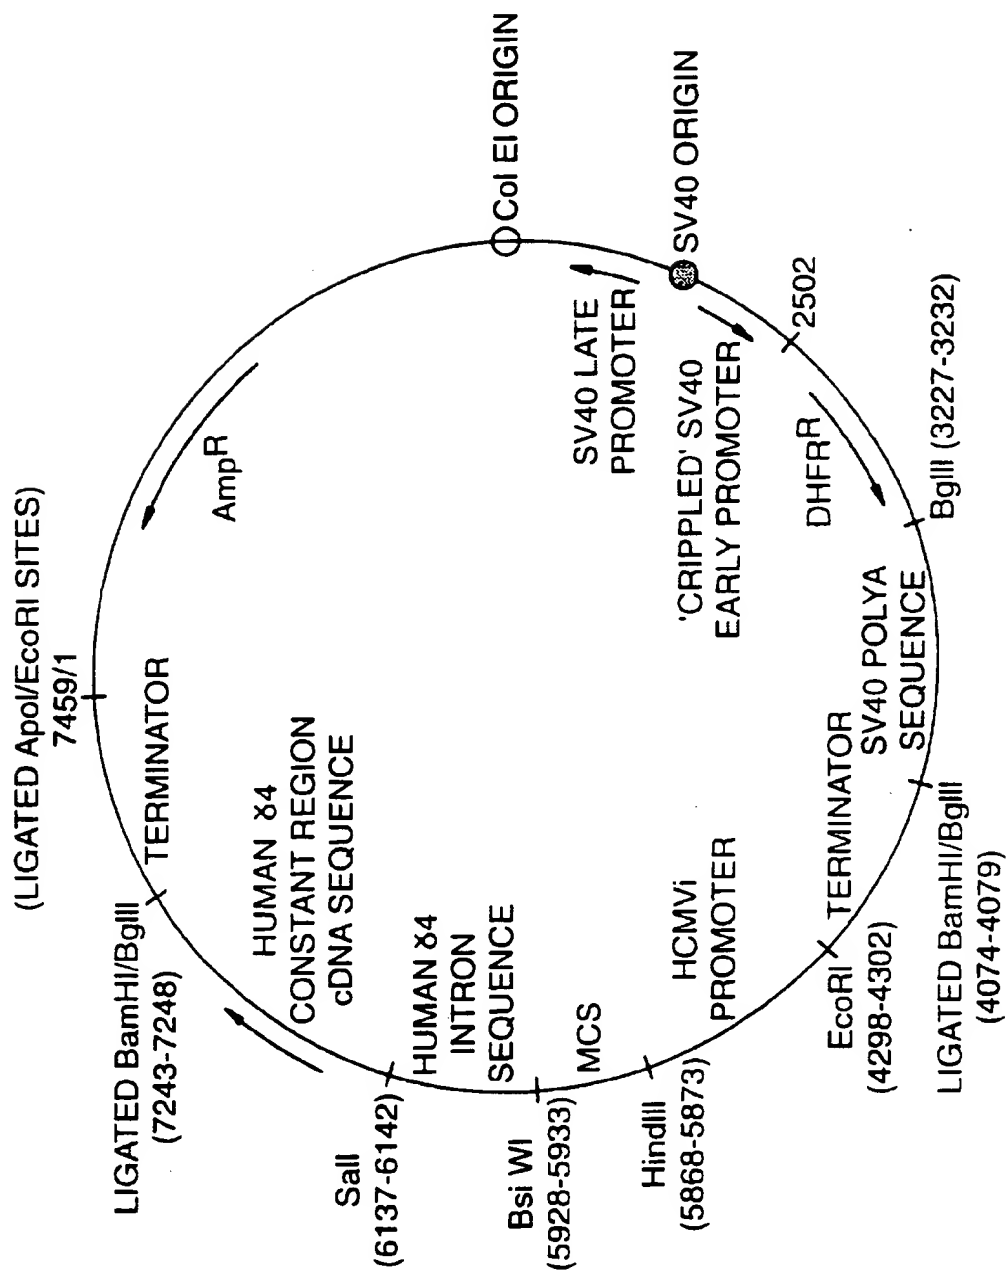 (LIGATED ApoI/EcoRI SITES)
7459/1
Amp^R
Col EI ORIGIN
SV40 LATE
PROMOTER
SV40 ORIGIN
'CRIPPLED' SV40
EARLY PROMOTER
2502
DHFR^R
BglII (3227-3232)
SV40 POLYA
SEQUENCE
LIGATED BamHI/BglII
(4074-4079)
TERMINATOR
EcoRI
(4298-4302)
HCMVi
PROMOTER
HindIII
(5868-5873)
MCS
Bsi WI
(5928-5933)
HUMAN γ4
INTRON
SEQUENCE
SalI
(6137-6142)
HUMAN γ4
CONSTANT REGION
cDNA SEQUENCE
LIGATED BamHI/BglII
(7243-7248)
TERMINATOR